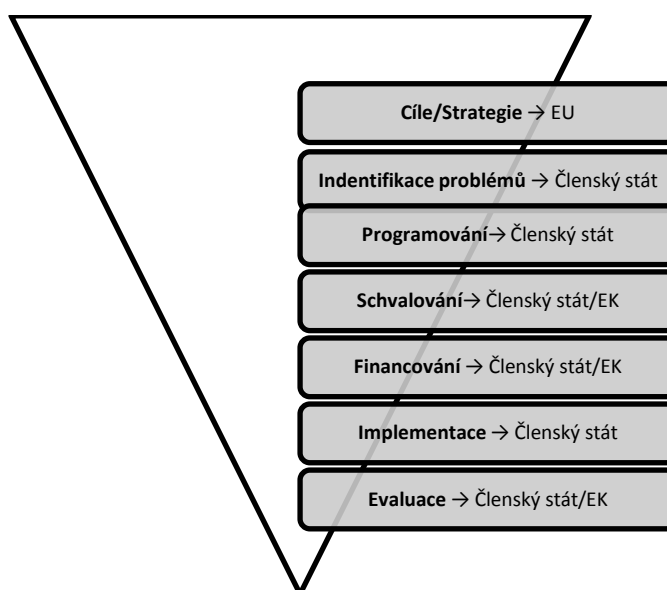 Cíle/Strategie → EU
Indentifikace problémů → Členský stát
Programování→ Členský stát
Schvalování→ Členský stát/EK
Financování → Členský stát/EK
Implementace → Členský stát
Evaluace → Členský stát/EK